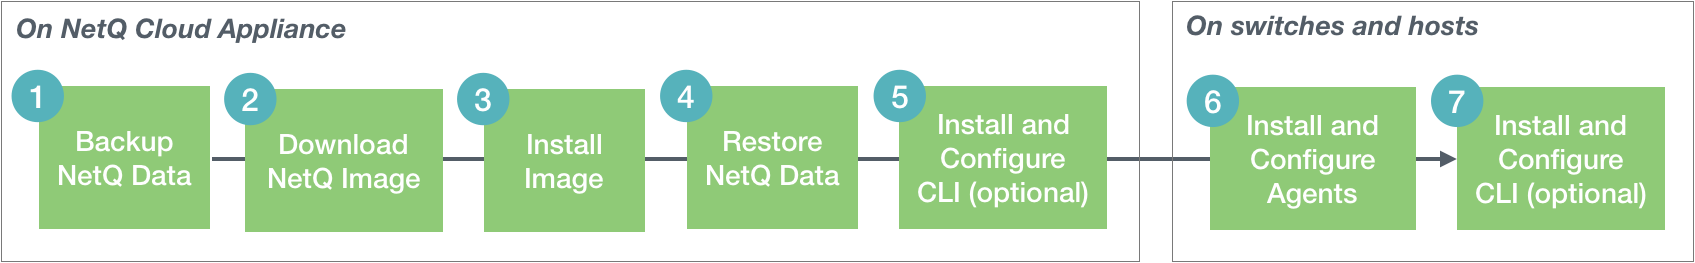 On NetQ Cloud Appliance
1
Backup
NetQ Data
2
Download
NetQ Image
3
Install
Image
4
Restore
NetQ Data
5
Install and
Configure
CLI (optional)
On switches and hosts
6
Install and
Configure
Agents
7
Install and
Configure
CLI (optional)